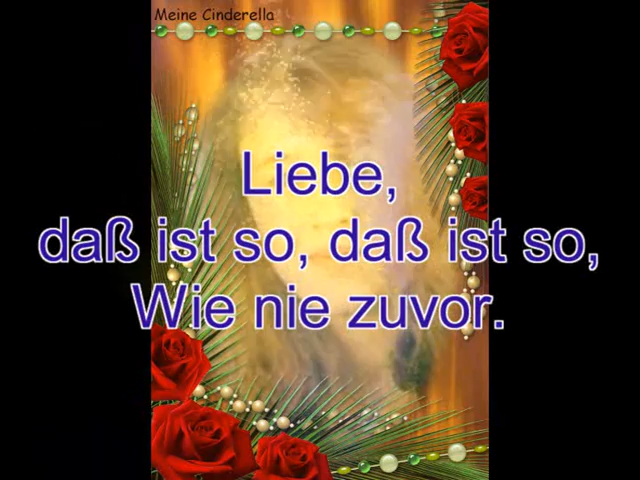 Meine Cinderella
Liebe,
daß ist so, daß ist so,
Wie nie zuvor.